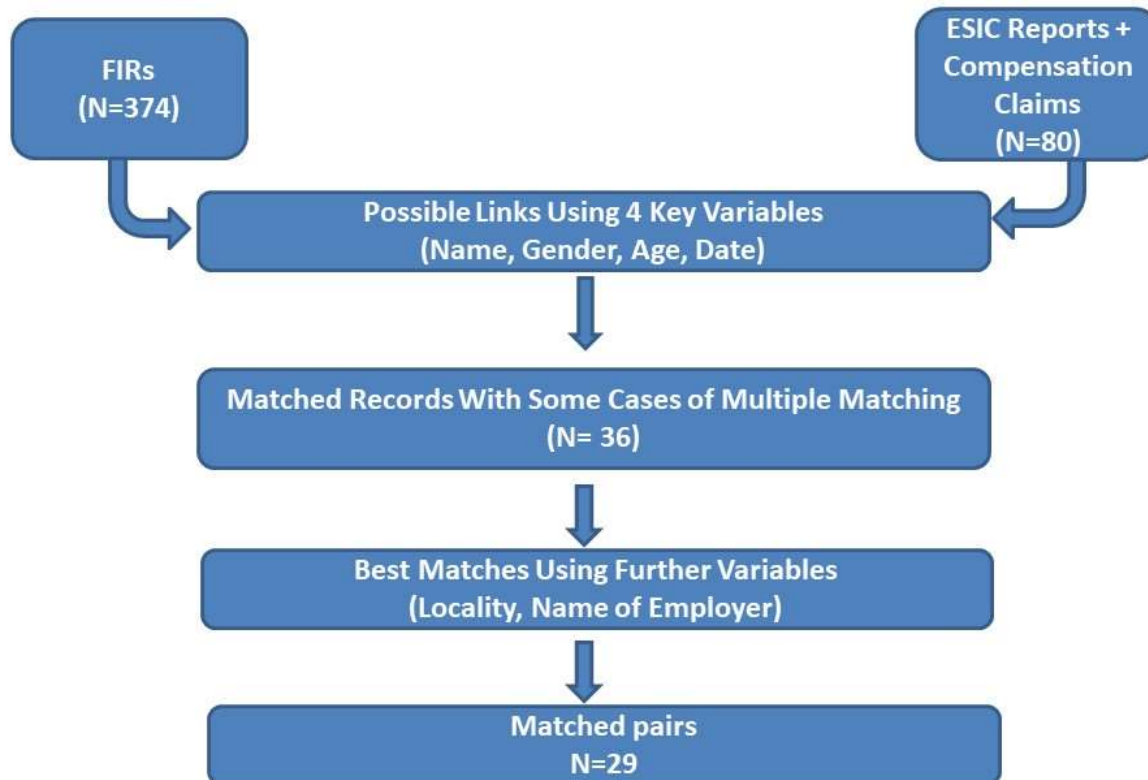 FIRs
(N=374)
ESIC Reports +
Compensation
Claims
(N=80)
Possible Links Using 4 Key Variables
(Name, Gender, Age, Date)
Matched Records With Some Cases of Multiple Matching
(N= 36)
Best Matches Using Further Variables
(Locality, Name of Employer)
Matched pairs
N=29